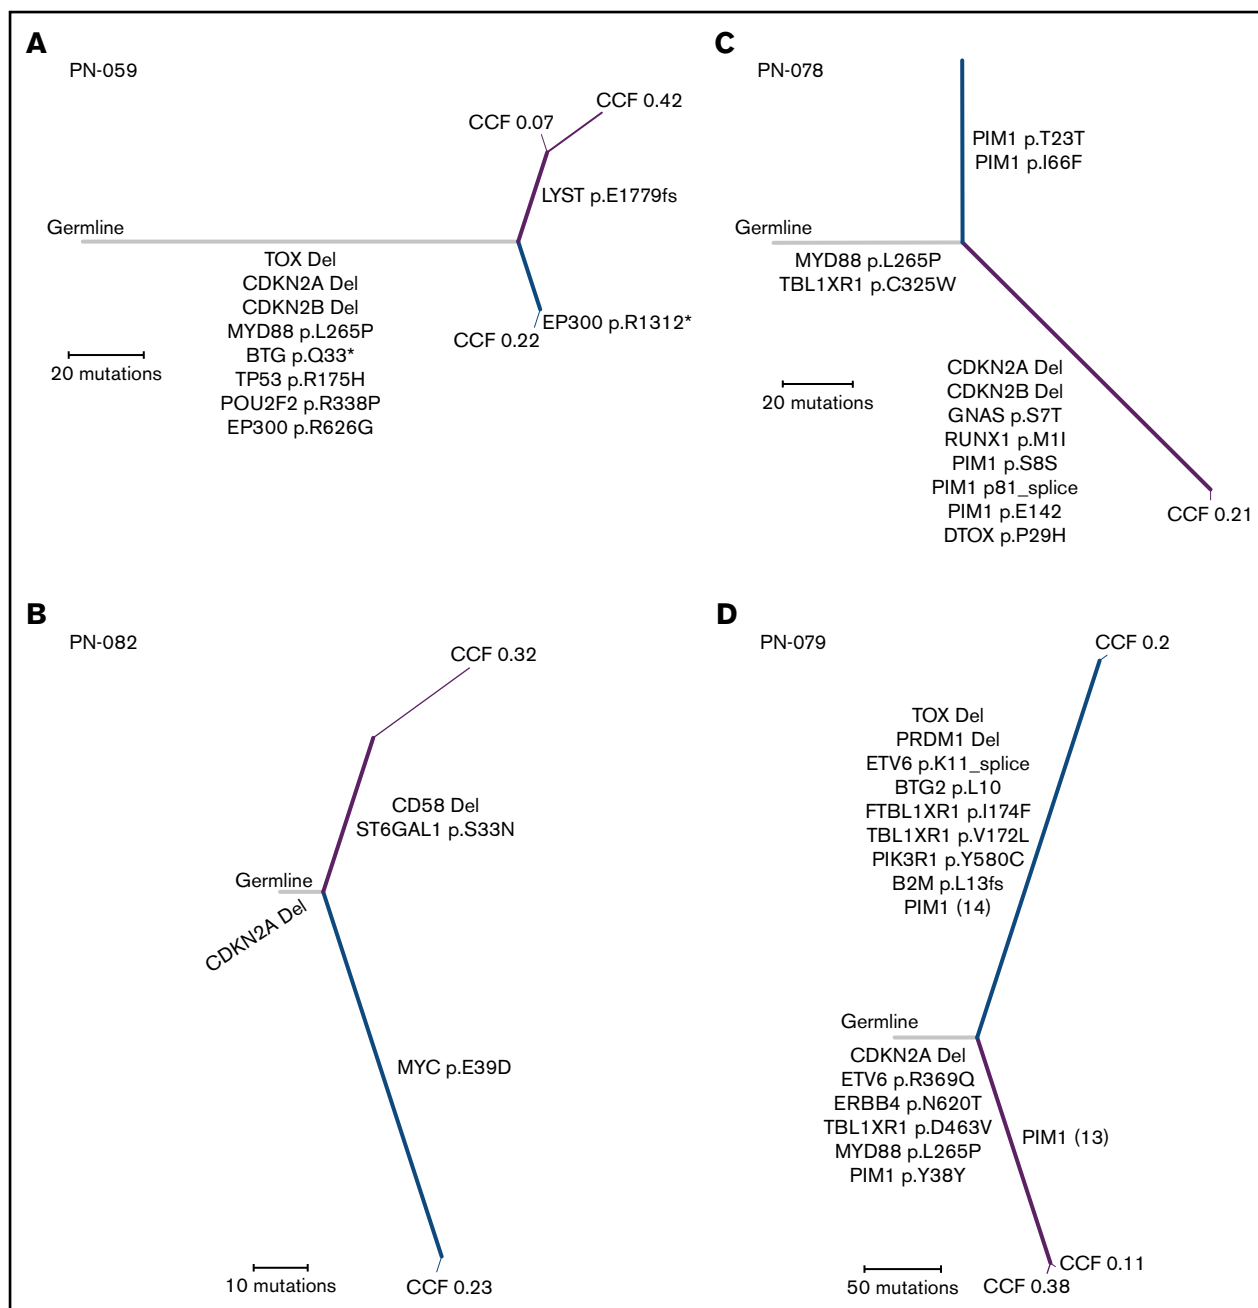 A
PN-059
CCF 0.42
CCF 0.07
LYST p.E1779fs
Germline
TOX Del
CDKN2A Del
CDKN2B Del
MYD88 p.L265P
BTG p.Q33*
TP53 p.R175H
POU2F2 p.R338P
EP300 p.R626G
EP300 p.R1312*
CCF 0.22
20 mutations
C
PN-078
PIM1 p.T23T
PIM1 p.I66F
Germline
MYD88 p.L265P
TBL1XR1 p.C325W
CDKN2A Del
CDKN2B Del
GNAS p.S7T
RUNX1 p.M1I
PIM1 p.S8S
PIM1 p81_splice
PIM1 p.E142
DTOX p.P29H
20 mutations
CCF 0.21
B
PN-082
CCF 0.32
CD58 Del
ST6GAL1 p.S33N
Germline
CDKN2A Del
MYC p.E39D
10 mutations
CCF 0.23
D
PN-079
CCF 0.2
TOX Del
PRDM1 Del
ETV6 p.K11_splice
BTG2 p.L10
FTBL1XR1 p.I174F
TBL1XR1 p.V172L
PIK3R1 p.Y580C
B2M p.L13fs
PIM1 (14)
Germline
CDKN2A Del
ETV6 p.R369Q
ERBB4 p.N620T
TBL1XR1 p.D463V
MYD88 p.L265P
PIM1 p.Y38Y
PIM1 (13)
CCF 0.11
CCF 0.38
50 mutations